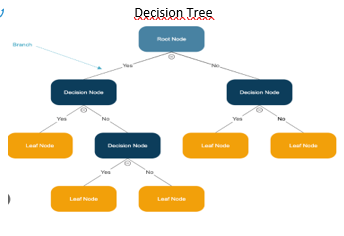 Decision Tree
Root Node
Branch
Yes
No
Decision Node
Decision Node
Yes
No
Yes
No
Leaf Node
Decision Node
Leaf Node
Leaf Node
Yes
No
Leaf Node
Leaf Node